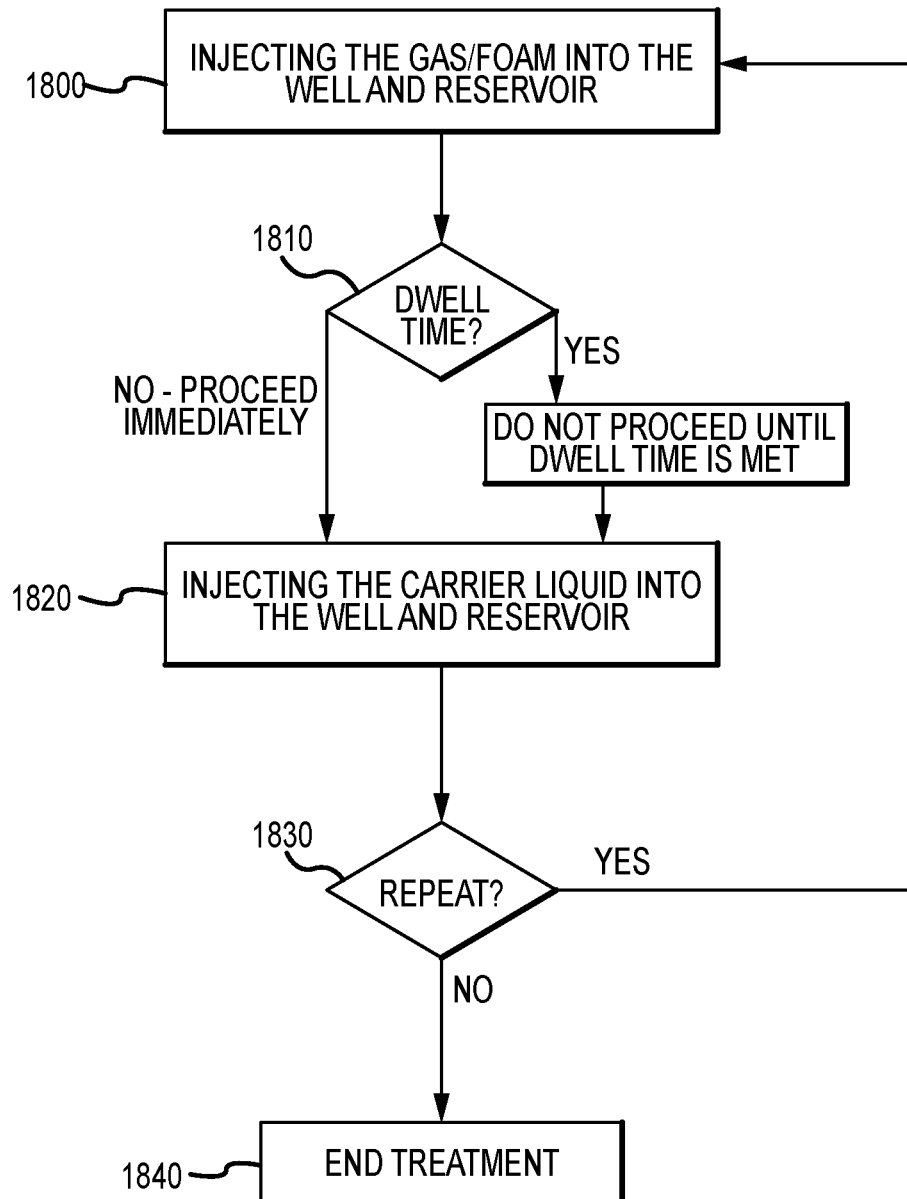 INJECTING THE GAS/FOAM INTO THE
WELL AND RESERVOIR
1800
1810
DWELL
TIME?
YES
NO - PROCEED
IMMEDIATELY
DO NOT PROCEED UNTIL
DWELL TIME IS MET
INJECTING THE CARRIER LIQUID INTO
THE WELL AND RESERVOIR
1820
1830
REPEAT?
YES
NO
END TREATMENT
1840